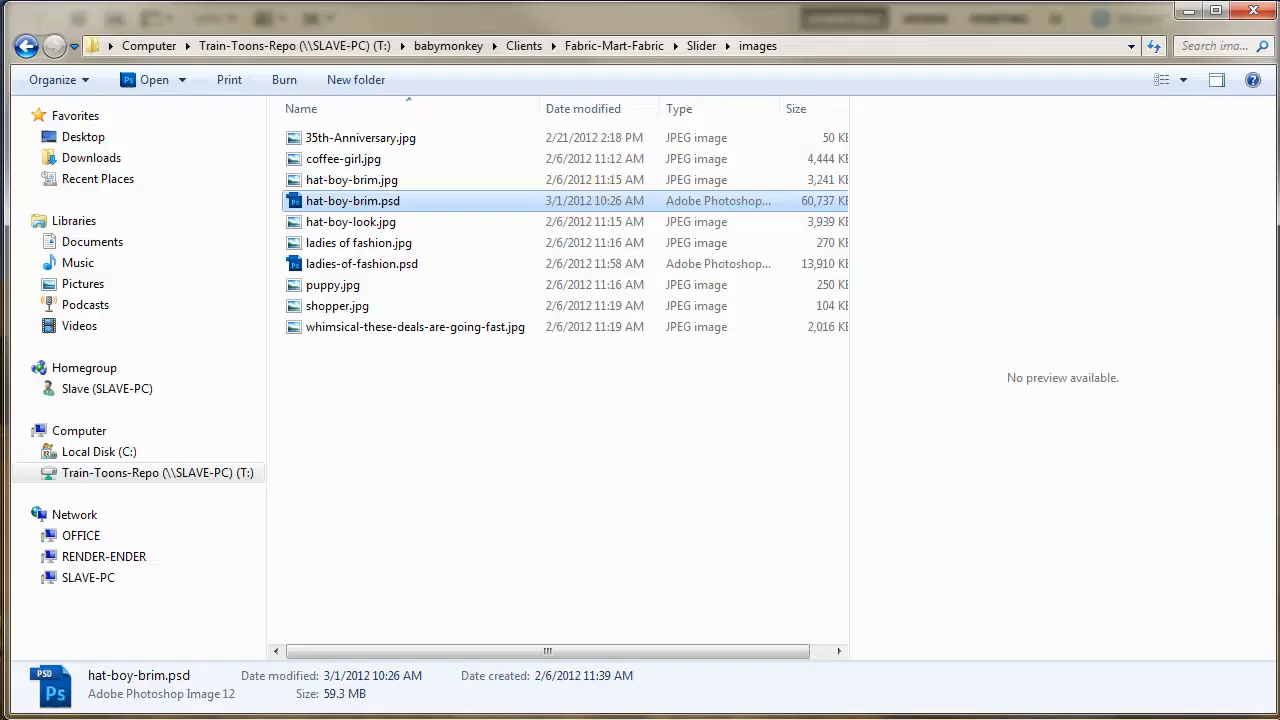 Computer Train-Toons-Repo (\\SLAVE-PC) (T:) babymonkey Clients Fabric-Mart-Fabric Slider images Search ima...
Organize Open Print Burn New folder
Name Date modified Type Size
Favorites
Desktop
Downloads
Recent Places
Libraries
Documents
Music
Pictures
Podcasts
Videos
Homegroup
Slave (SLAVE-PC)
Computer
Local Disk (C:)
Train-Toons-Repo (\\SLAVE-PC) (T:)
Network
OFFICE
RENDER-ENDER
SLAVE-PC
35th-Anniversary.jpg 2/21/2012 2:18 PM JPEG image 50 KB
coffee-girl.jpg 2/6/2012 11:12 AM JPEG image 4,444 KB
hat-boy-brim.jpg 2/6/2012 11:15 AM JPEG image 3,241 KB
hat-boy-brim.psd 3/1/2012 10:26 AM Adobe Photoshop... 60,737 KB
hat-boy-look.jpg 2/6/2012 11:15 AM JPEG image 3,939 KB
ladies of fashion.jpg 2/6/2012 11:16 AM JPEG image 270 KB
ladies-of-fashion.psd 2/6/2012 11:58 AM Adobe Photoshop... 13,910 KB
puppy.jpg 2/6/2012 11:16 AM JPEG image 250 KB
shopper.jpg 2/6/2012 11:19 AM JPEG image 104 KB
whimsical-these-deals-are-going-fast.jpg 2/6/2012 11:19 AM JPEG image 2,016 KB
No preview available.
PSD
Ps
hat-boy-brim.psd Date modified: 3/1/2012 10:26 AM Date created: 2/6/2012 11:39 AM
Adobe Photoshop Image 12 Size: 59.3 MB